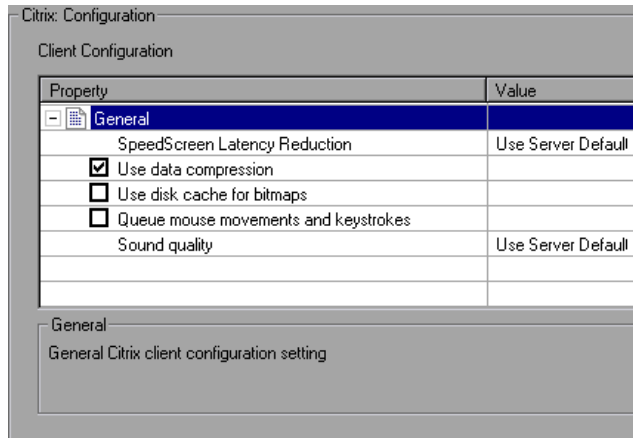 Citrix: Configuration
Client Configuration
Property Value
General
SpeedScreen Latency Reduction Use Server Default
Use data compression
Use disk cache for bitmaps
Queue mouse movements and keystrokes
Sound quality Use Server Default
General
General Citrix client configuration setting